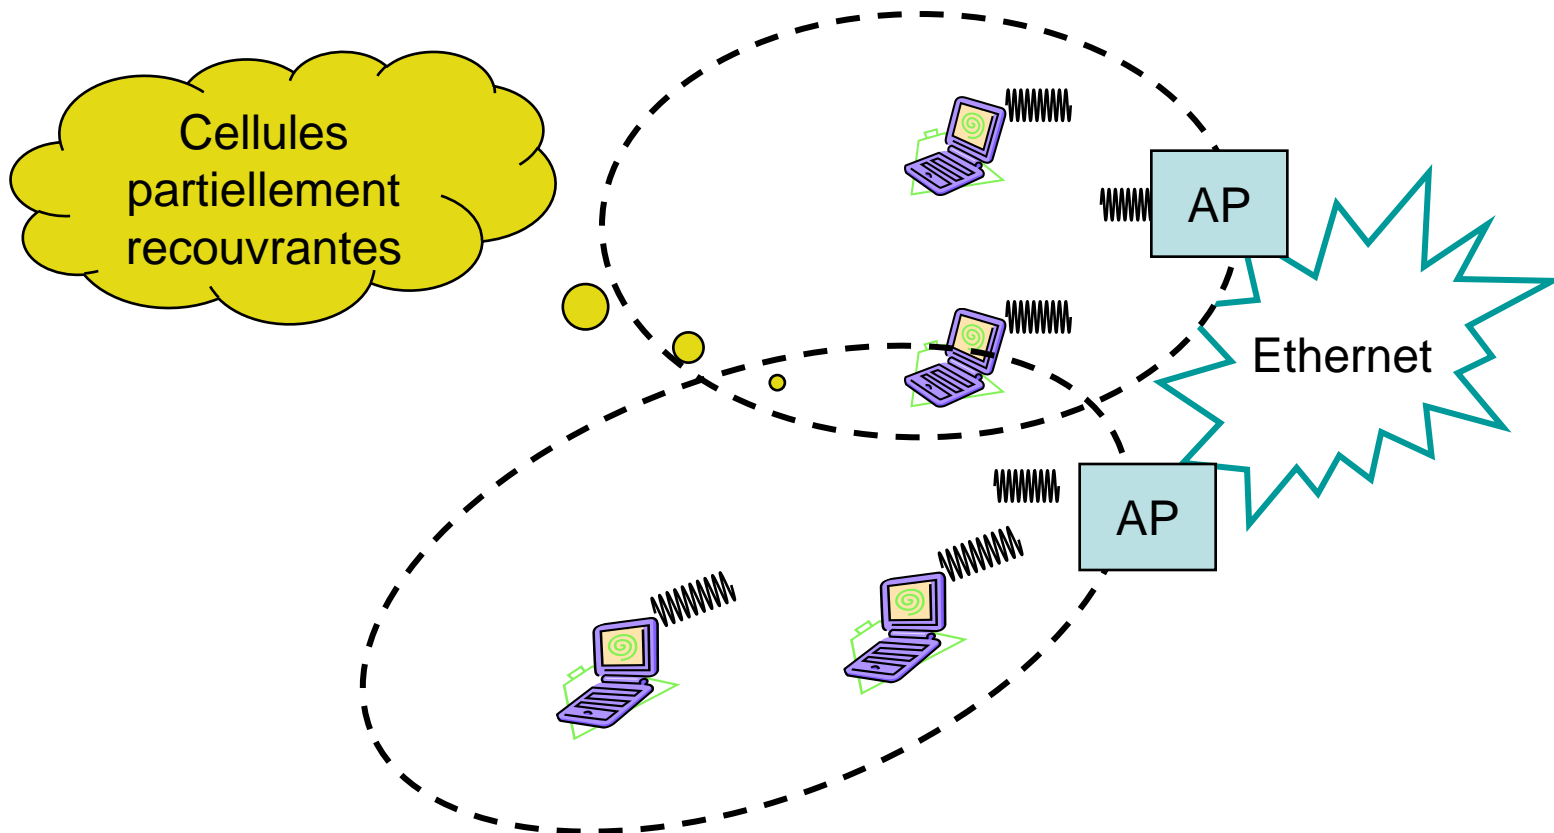 Cellules
partiellement
recouvrantes
AP
Ethernet
AP